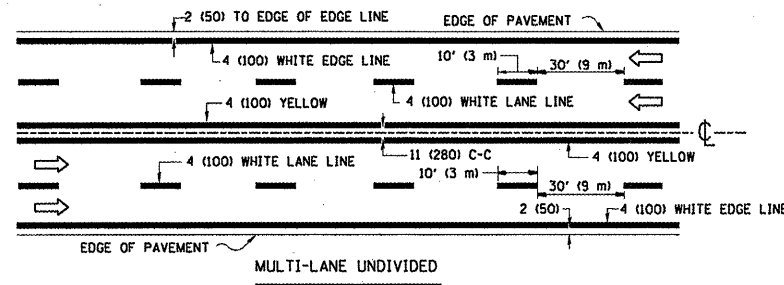 2 (50) TO EDGE OF EDGE LINE
EDGE OF PAVEMENT
4 (100) WHITE EDGE LINE
10' (3 m)
30' (9 m)
4 (100) YELLOW
4 (100) WHITE LANE LINE
CL
4 (100) WHITE LANE LINE
11 (280) C-C
4 (100) YELLOW
10' (3 m)
30' (9 m)
2 (50)
4 (100) WHITE EDGE LINE
EDGE OF PAVEMENT
MULTI-LANE UNDIVIDED